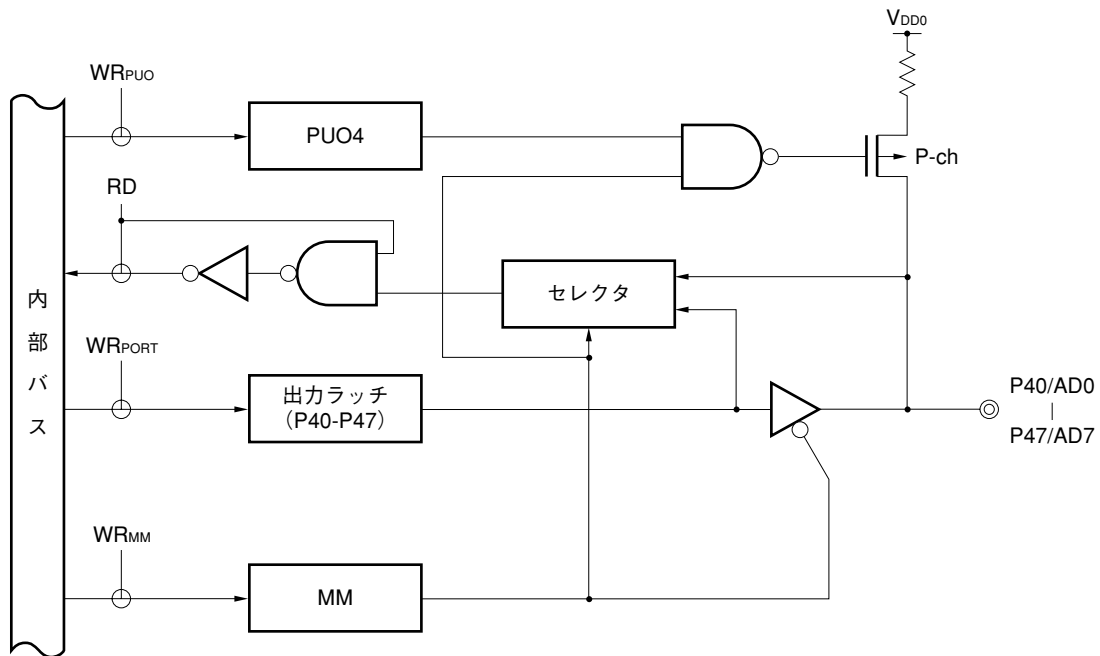 VDD0
WRPUO
PUO4
P-ch
RD
セレクタ
内部バス
WRPORT
出力ラッチ
(P40-P47)
P40/AD0
P47/AD7
WRMM
MM